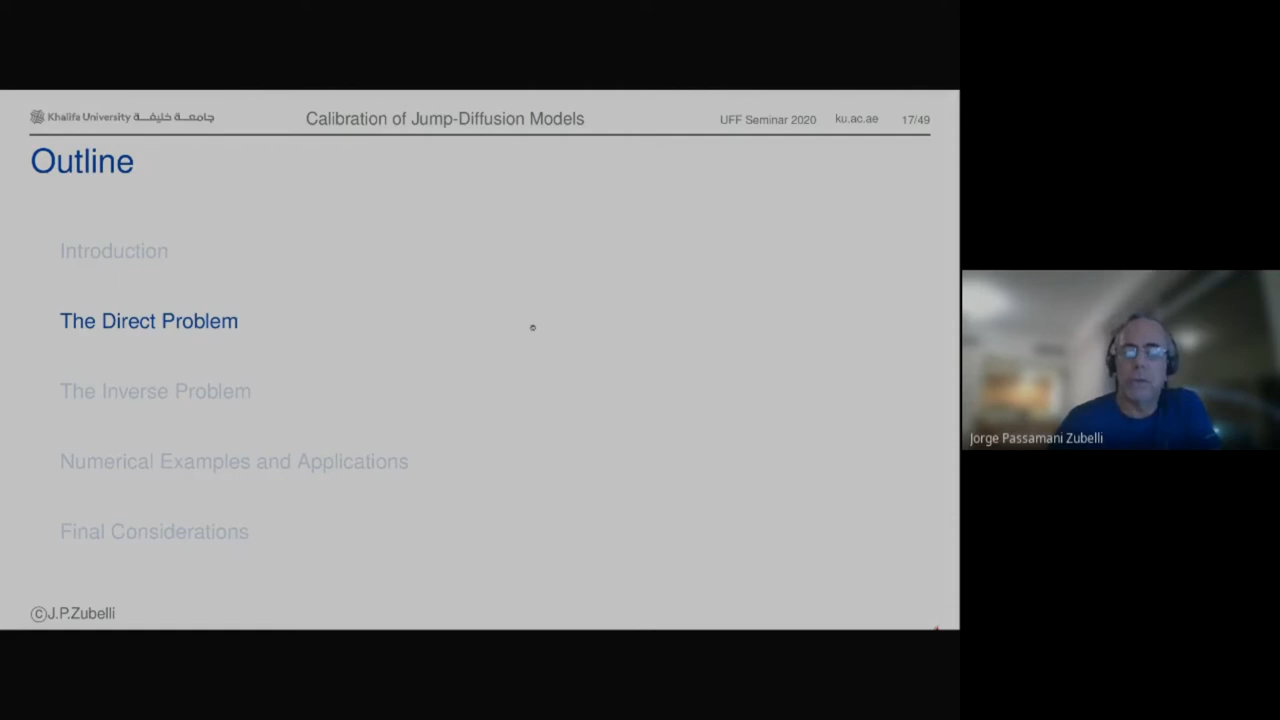 Khalifa University جامعة خليفة
Calibration of Jump-Diffusion Models
UFF Seminar 2020
ku.ac.ae
17/49
Outline
Introduction
The Direct Problem
The Inverse Problem
Numerical Examples and Applications
Final Considerations
©J.P.Zubelli
Jorge Passamani Zubelli